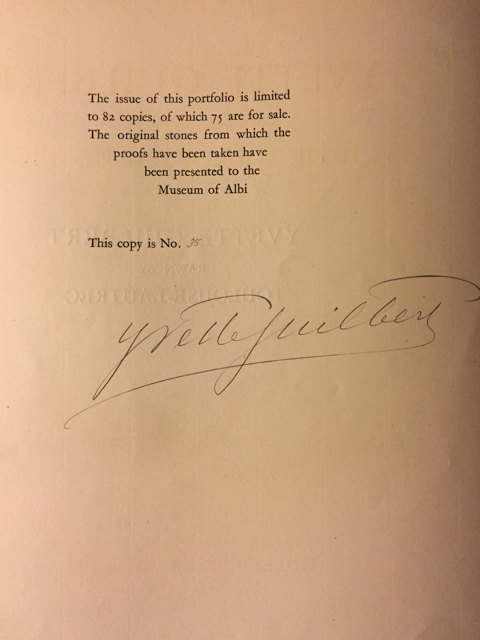 The issue of this portfolio is limited
to 82 copies, of which 75 are for sale.
The original stones from which the
proofs have been taken have
been presented to the
Museum of Albi
This copy is No. 35
Yvette Guilbert